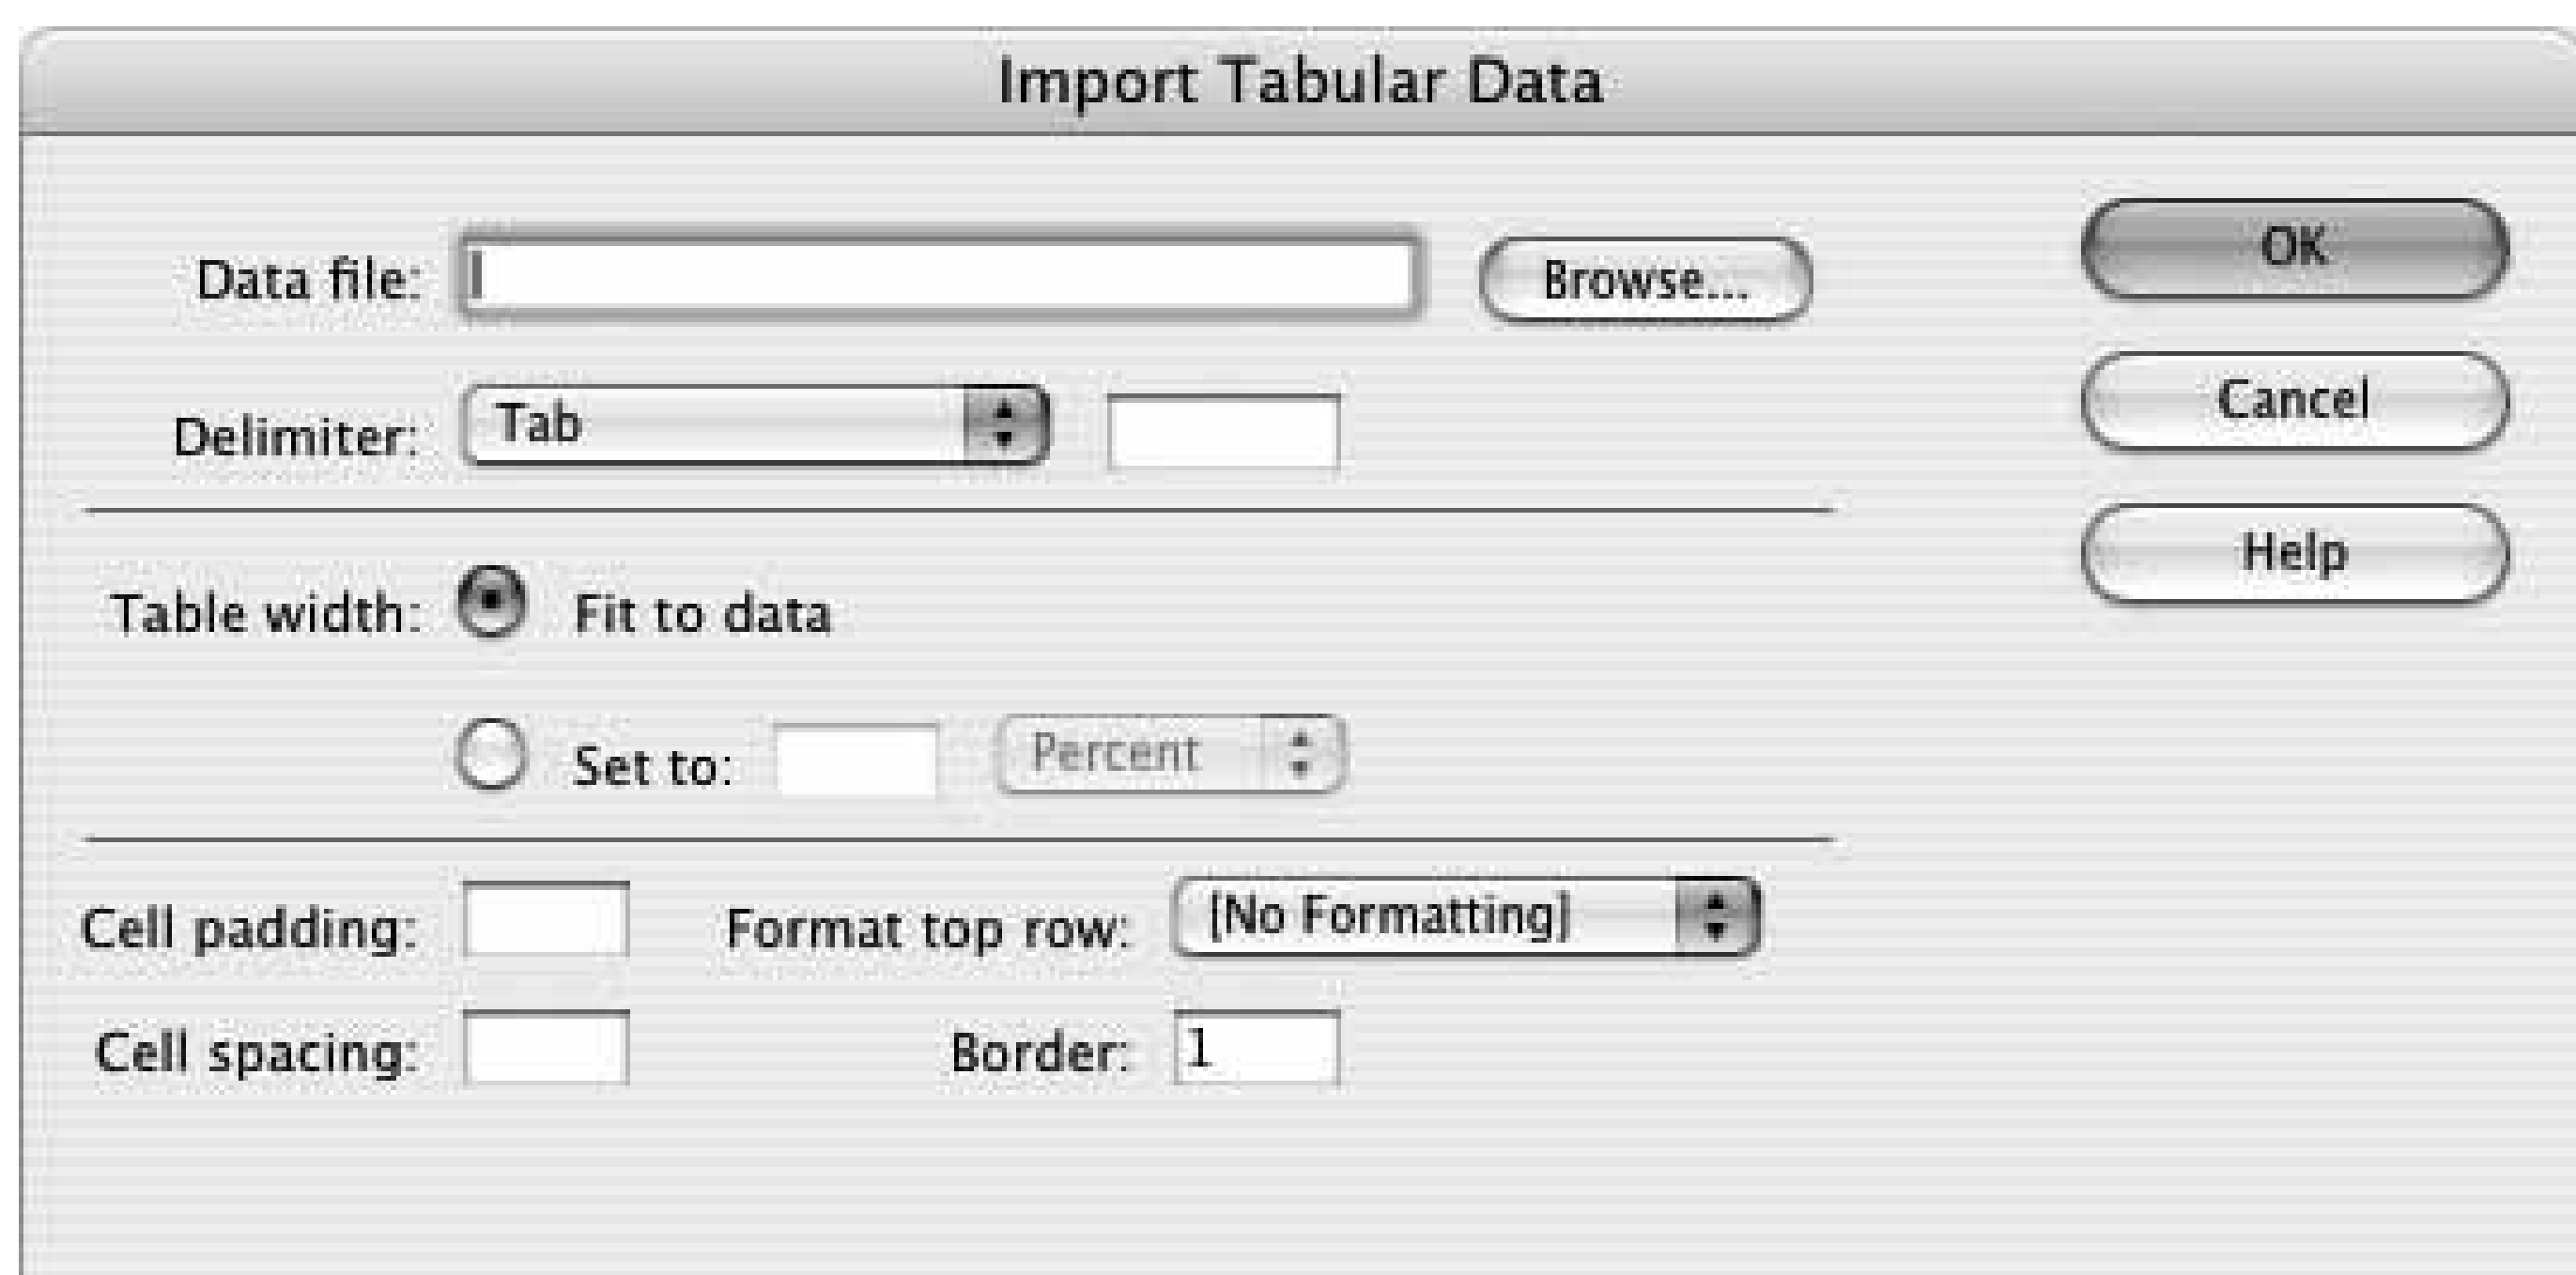 Import Tabular Data
Data file:
Browse...
OK
Delimiter:
Tab
Cancel
Table width:
Fit to data
Help
Set to:
Percent
Cell padding:
Format top row:
[No Formatting]
Cell spacing:
Border:
1